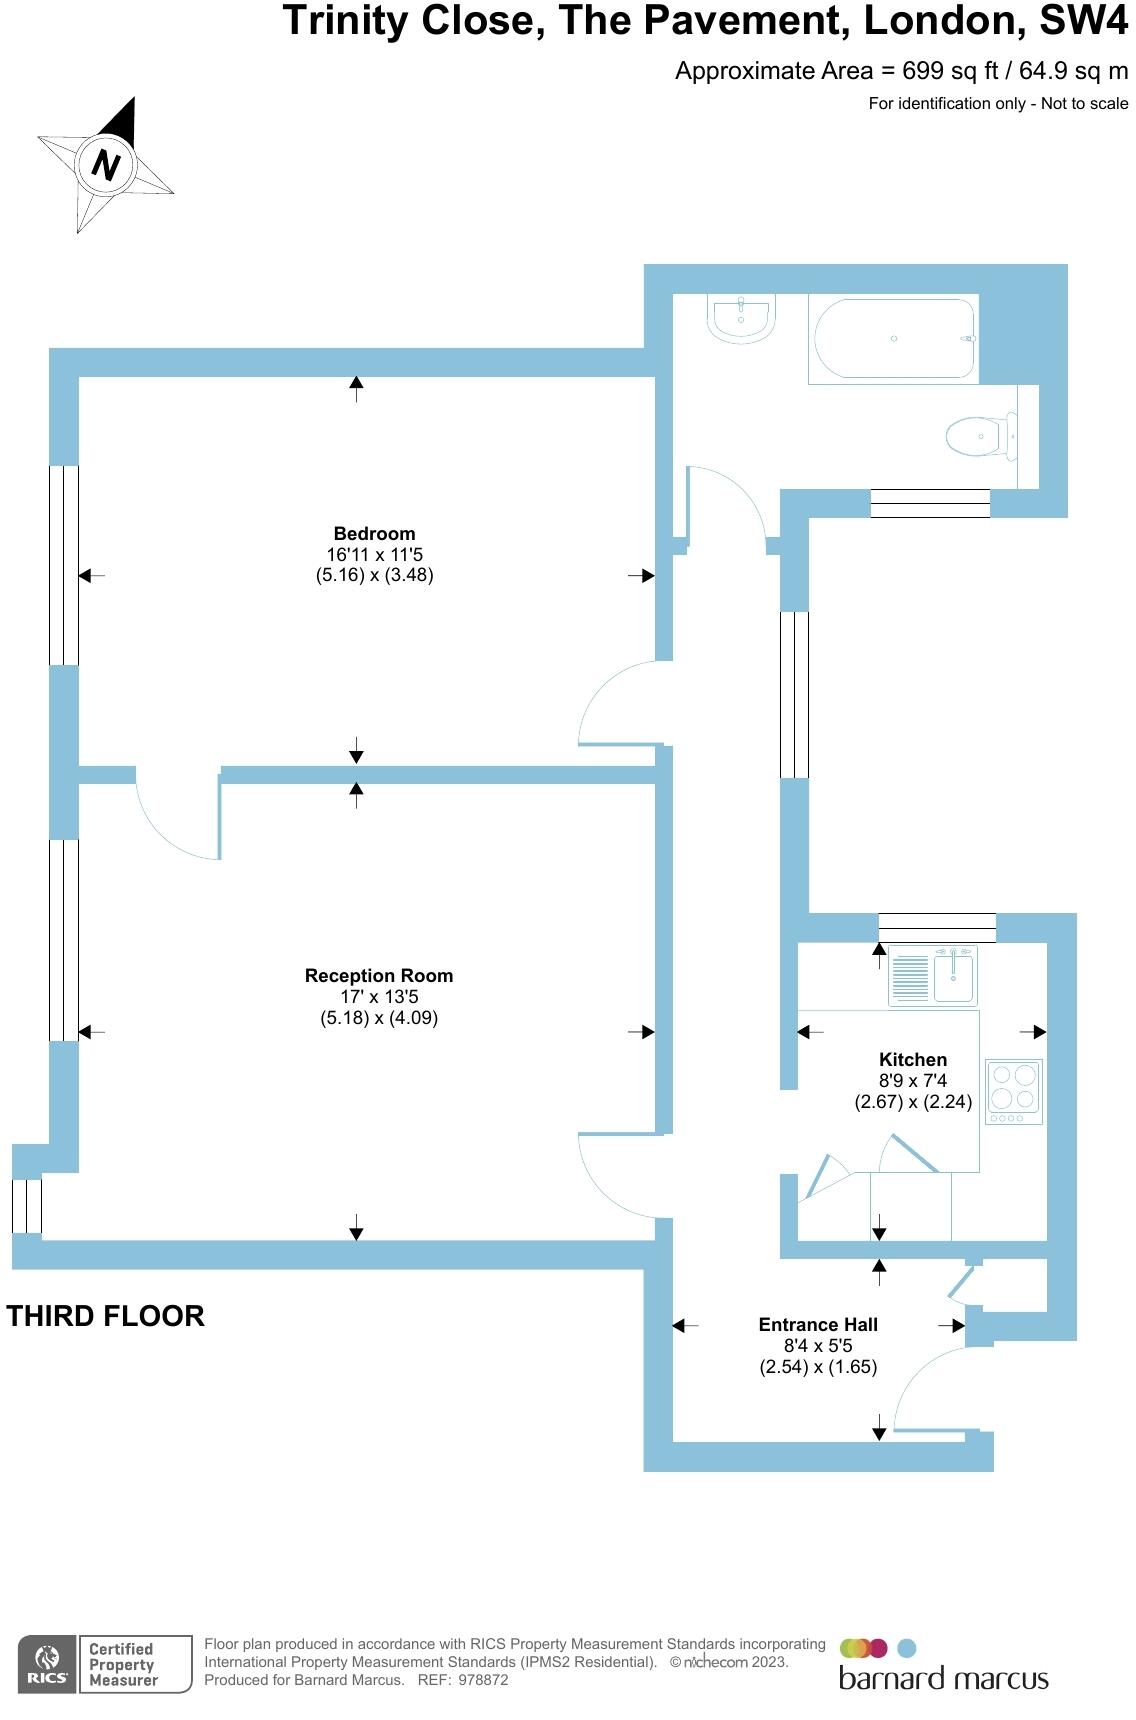 Trinity Close, The Pavement, London, SW4
Approximate Area = 699 sq ft / 64.9 sq m
For identification only - Not to scale
N
Bedroom
16'11 x 11'5
(5.16) x (3.48)
Reception Room
17' x 13'5
(5.18) x (4.09)
Kitchen
8'9 x 7'4
(2.67) x (2.24)
Entrance Hall
8'4 x 5'5
(2.54) x (1.65)
THIRD FLOOR
RICS
Certified
Property
Measurer
Floor plan produced in accordance with RICS Property Measurement Standards incorporating
International Property Measurement Standards (IPMS2 Residential). © nichecom 2023.
Produced for Barnard Marcus. REF: 978872
barnard marcus